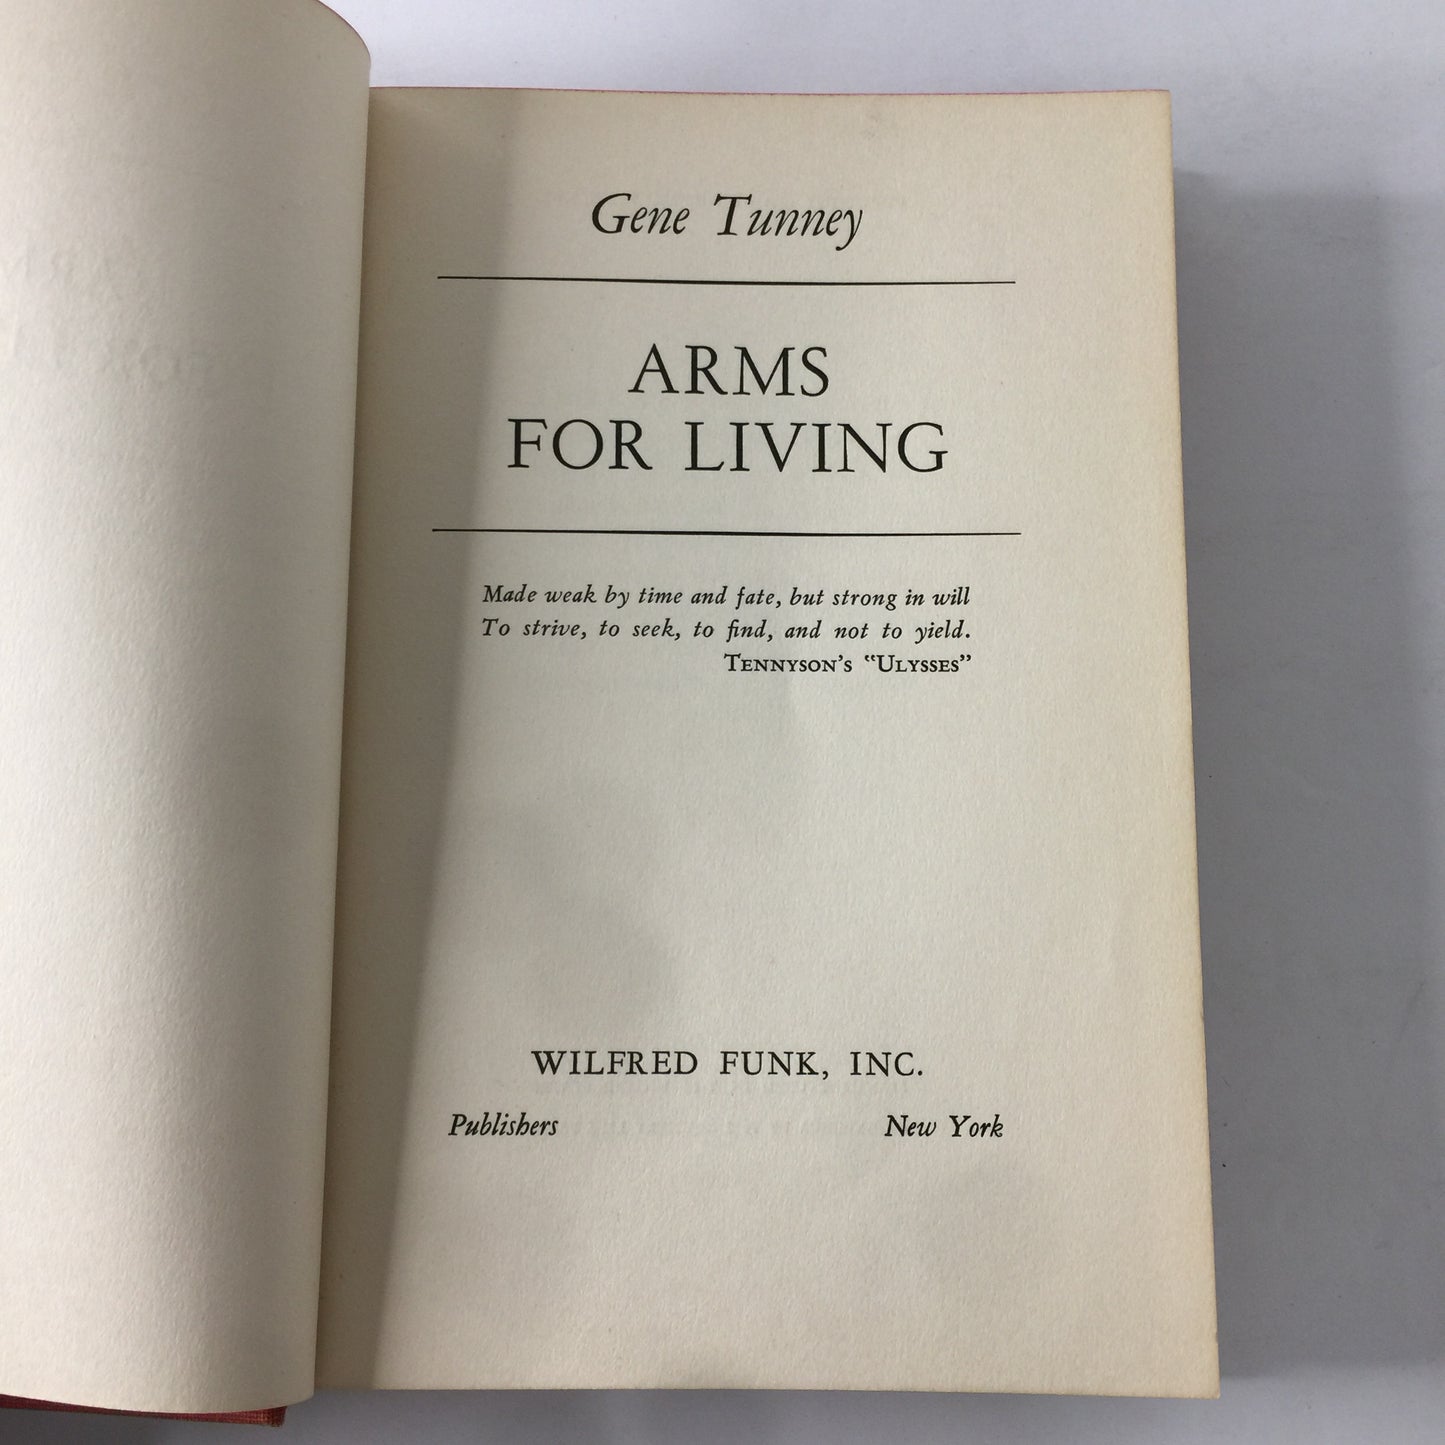 Gene Tunney
ARMS
FOR LIVING
Made weak by time and fate, but strong in will
To strive, to seek, to find, and not to yield.
TENNYSON'S "ULYSSES"
WILFRED FUNK, INC.
Publishers New York